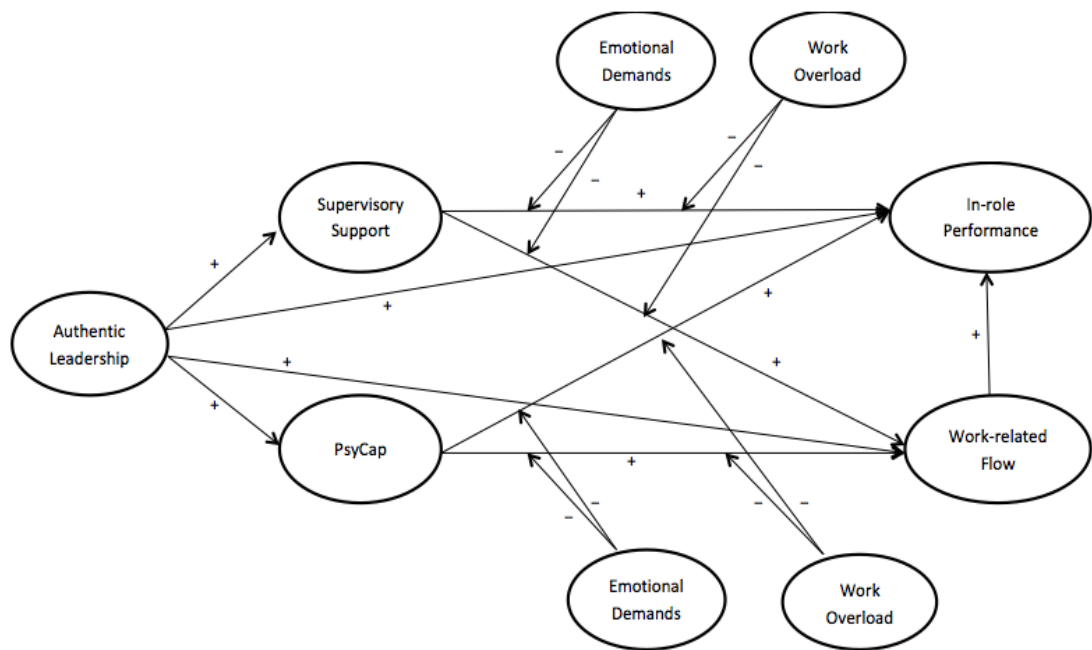 Emotional
Demands
Work
Overload
–
–
–
–
+
Supervisory
Support
In-role
Performance
+
+
+
Authentic
Leadership
+
+
+
+
PsyCap
+
Work-related
Flow
–
–
–
–
Emotional
Demands
Work
Overload